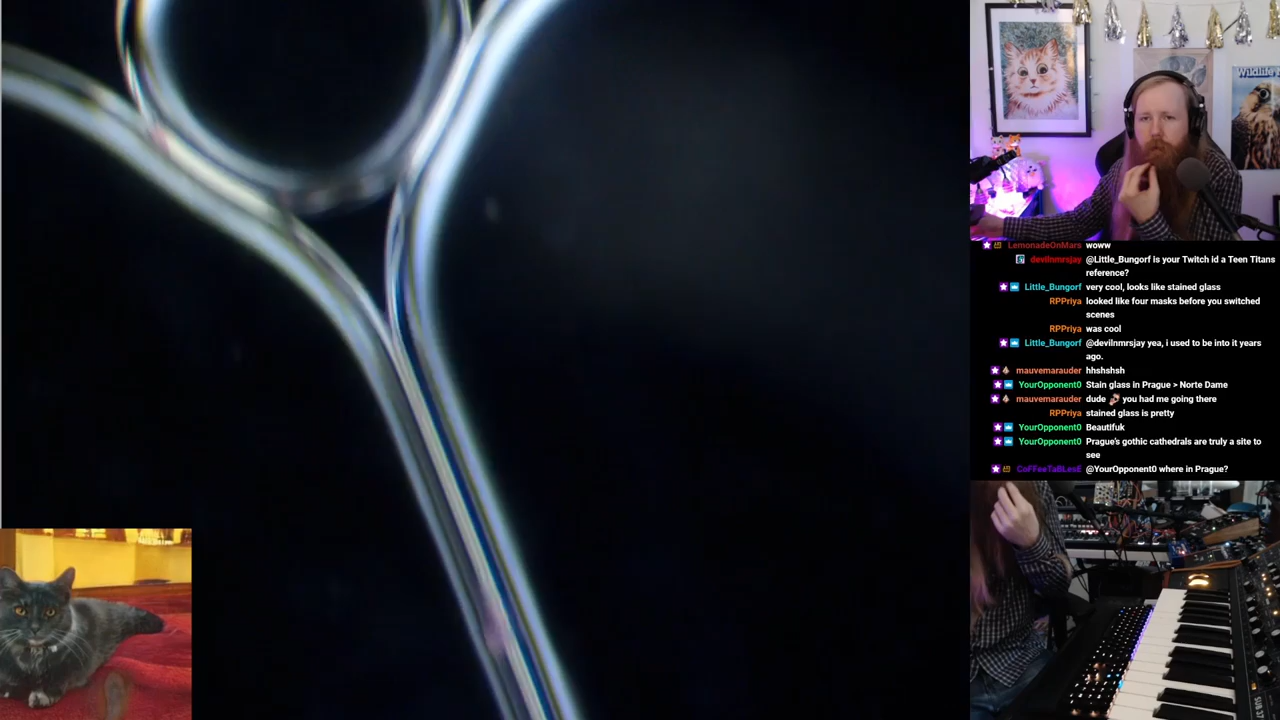 Wildlife
LemonadeOnMars woww
devilnmrsjay @Little_Bungorf is your Twitch id a Teen Titans
reference?
Little_Bungorf very cool, looks like stained glass
RPPriya looked like four masks before you switched
scenes
RPPriya was cool
Little_Bungorf @devilnmrsjay yea, i used to be into it years
ago.
mauvemarauder hhshshsh
YourOpponent0 Stain glass in Prague > Norte Dame
mauvemarauder dude you had me going there
RPPriya stained glass is pretty
YourOpponent0 Beautifuk
YourOpponent0 Prague's gothic cathedrals are truly a site to
see
CoFFeeTaBLesE @YourOpponent0 where in Prague?